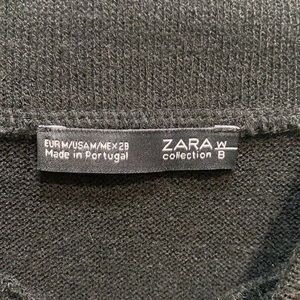 EUR M/USA M/MEX 28
Made in Portugal
ZARA W
collection B